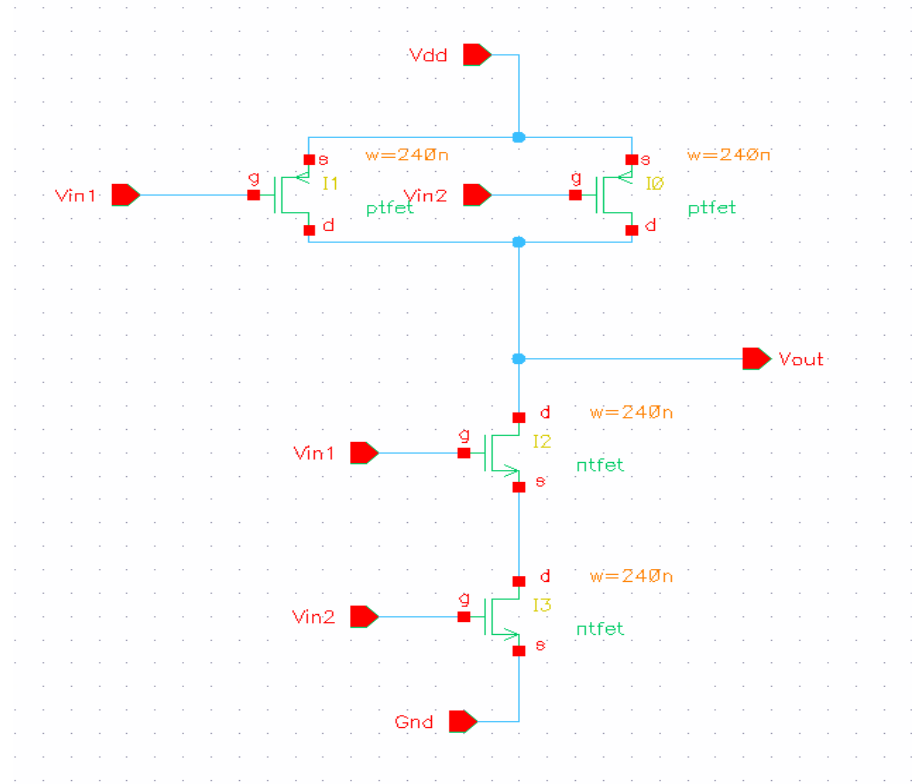 Vdd
s w=240n s w=240n
g I1 g I0
Vin1 ptfet Vin2 ptfet
d d
Vout
d w=240n
g I2
Vin1 ntfet
s
d w=240n
g I3
Vin2 ntfet
s
Gnd